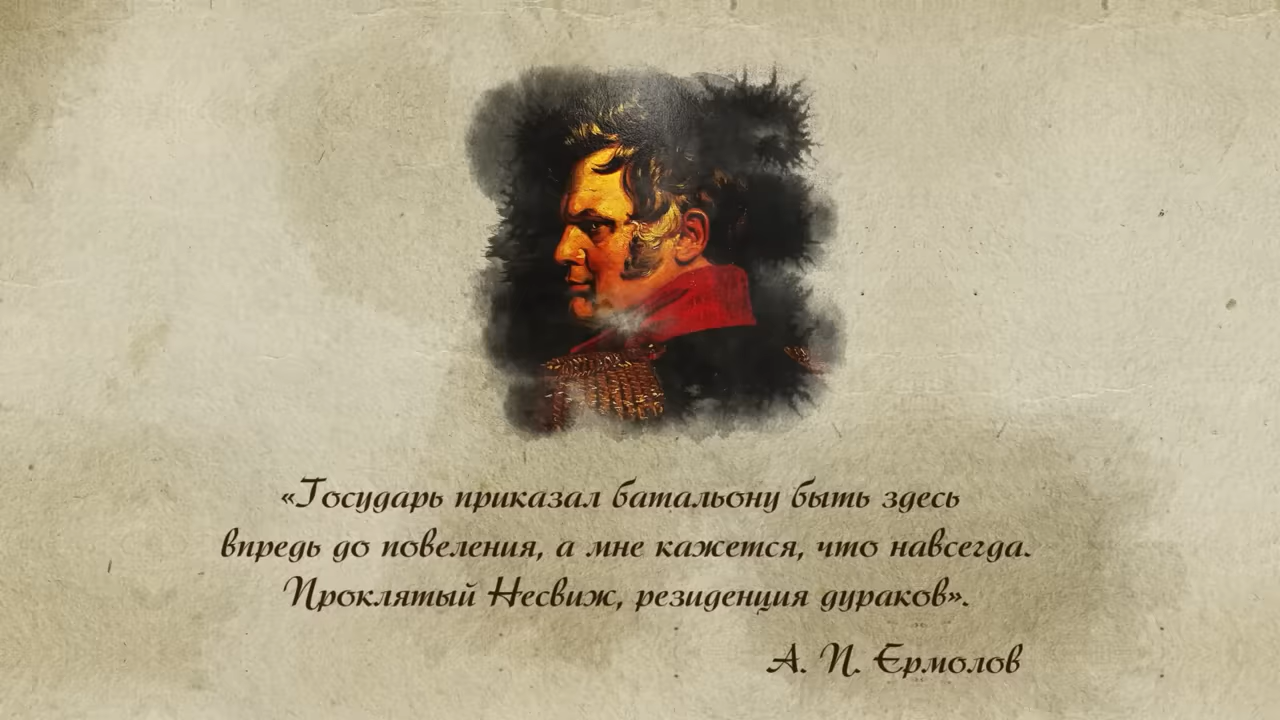 «Государь приказал батальону быть здесь
впредь до повеления, а мне кажется, что навсегда.
Проклятый Несвиж, резиденция дураков».
А. П. Ермолов